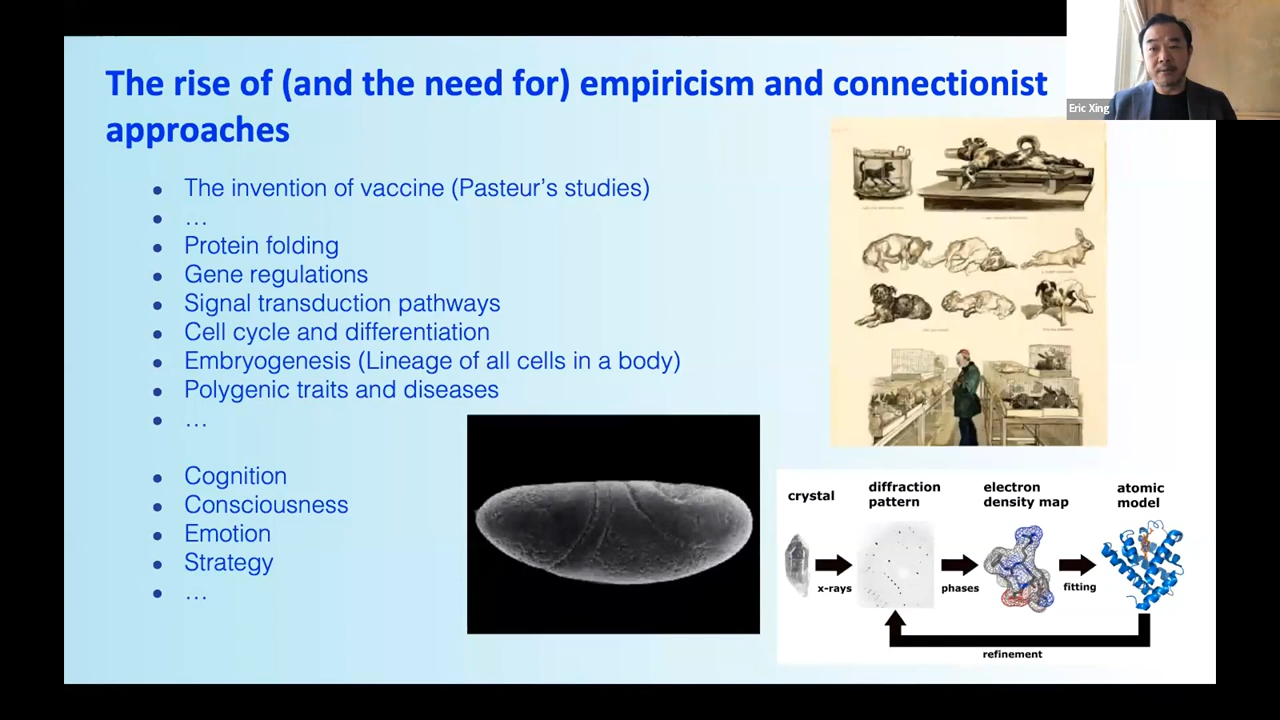 Eric Xing
The rise of (and the need for) empiricism and connectionist
approaches
• The invention of vaccine (Pasteur’s studies)
• …
• Protein folding
• Gene regulations
• Signal transduction pathways
• Cell cycle and differentiation
• Embryogenesis (Lineage of all cells in a body)
• Polygenic traits and diseases
• …
• Cognition
• Consciousness
• Emotion
• Strategy
• …
crystal
diffraction
pattern
electron
density map
atomic
model
x-rays
phases
fitting
refinement